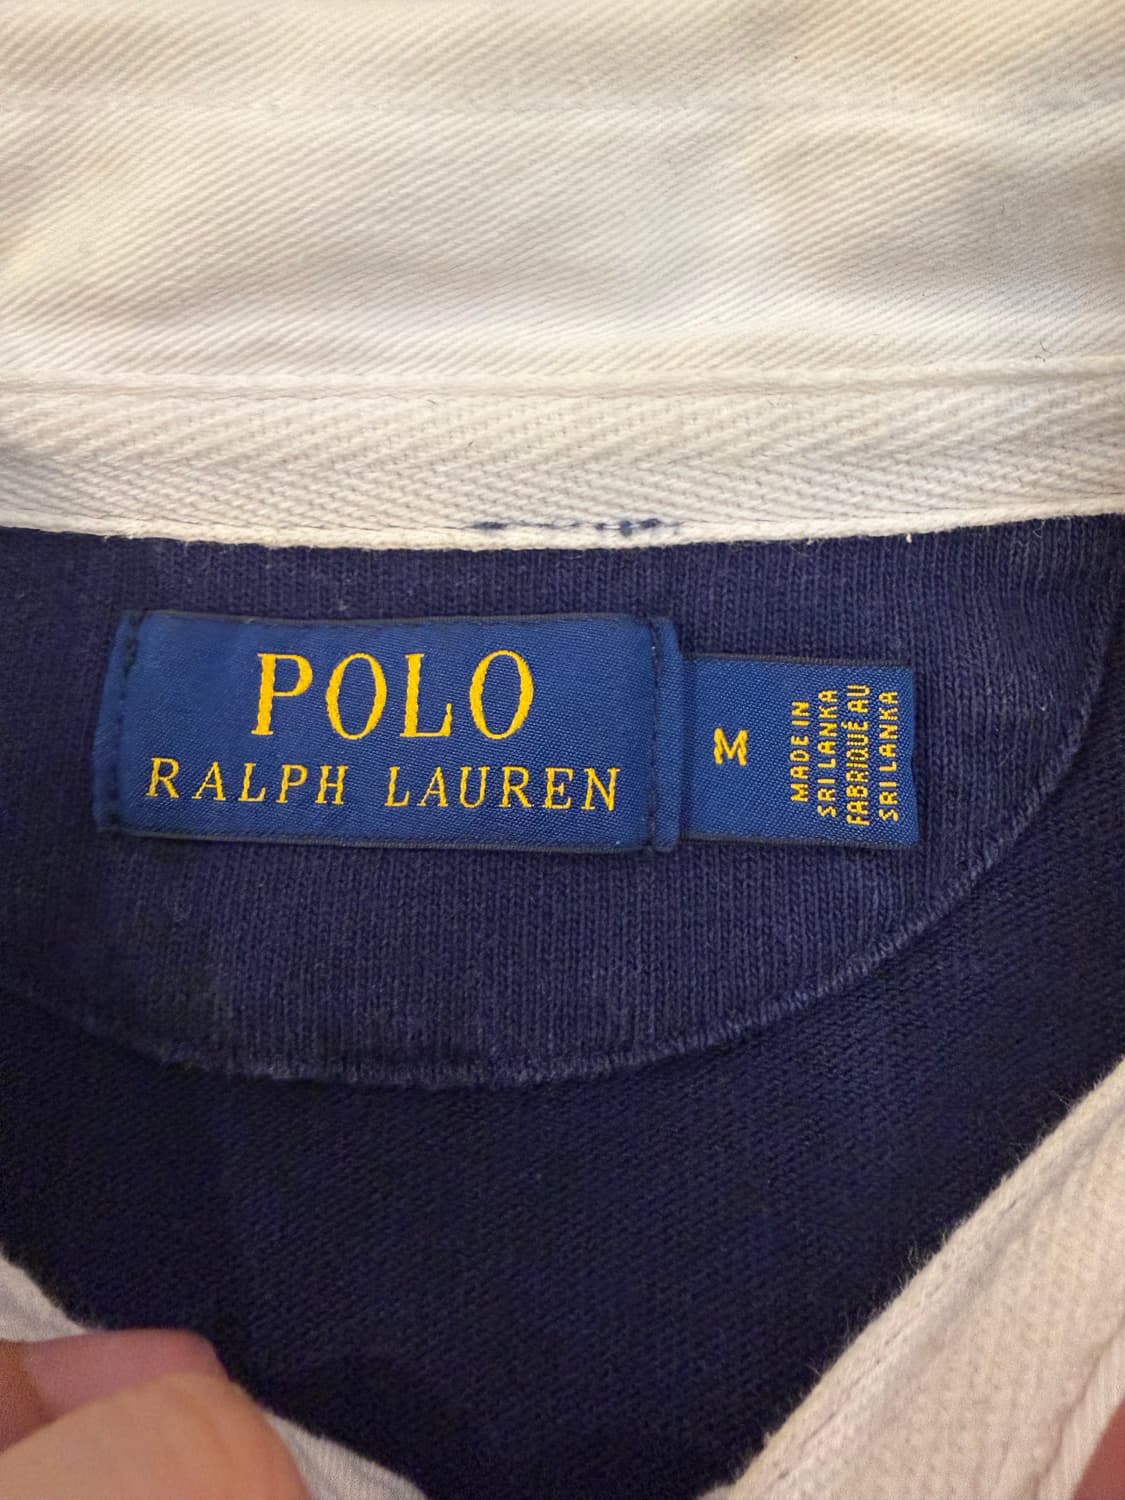 POLO
RALPH LAUREN
M
MADE IN
SRI LANKA
FABRIQUÉ AU
SRI LANKA